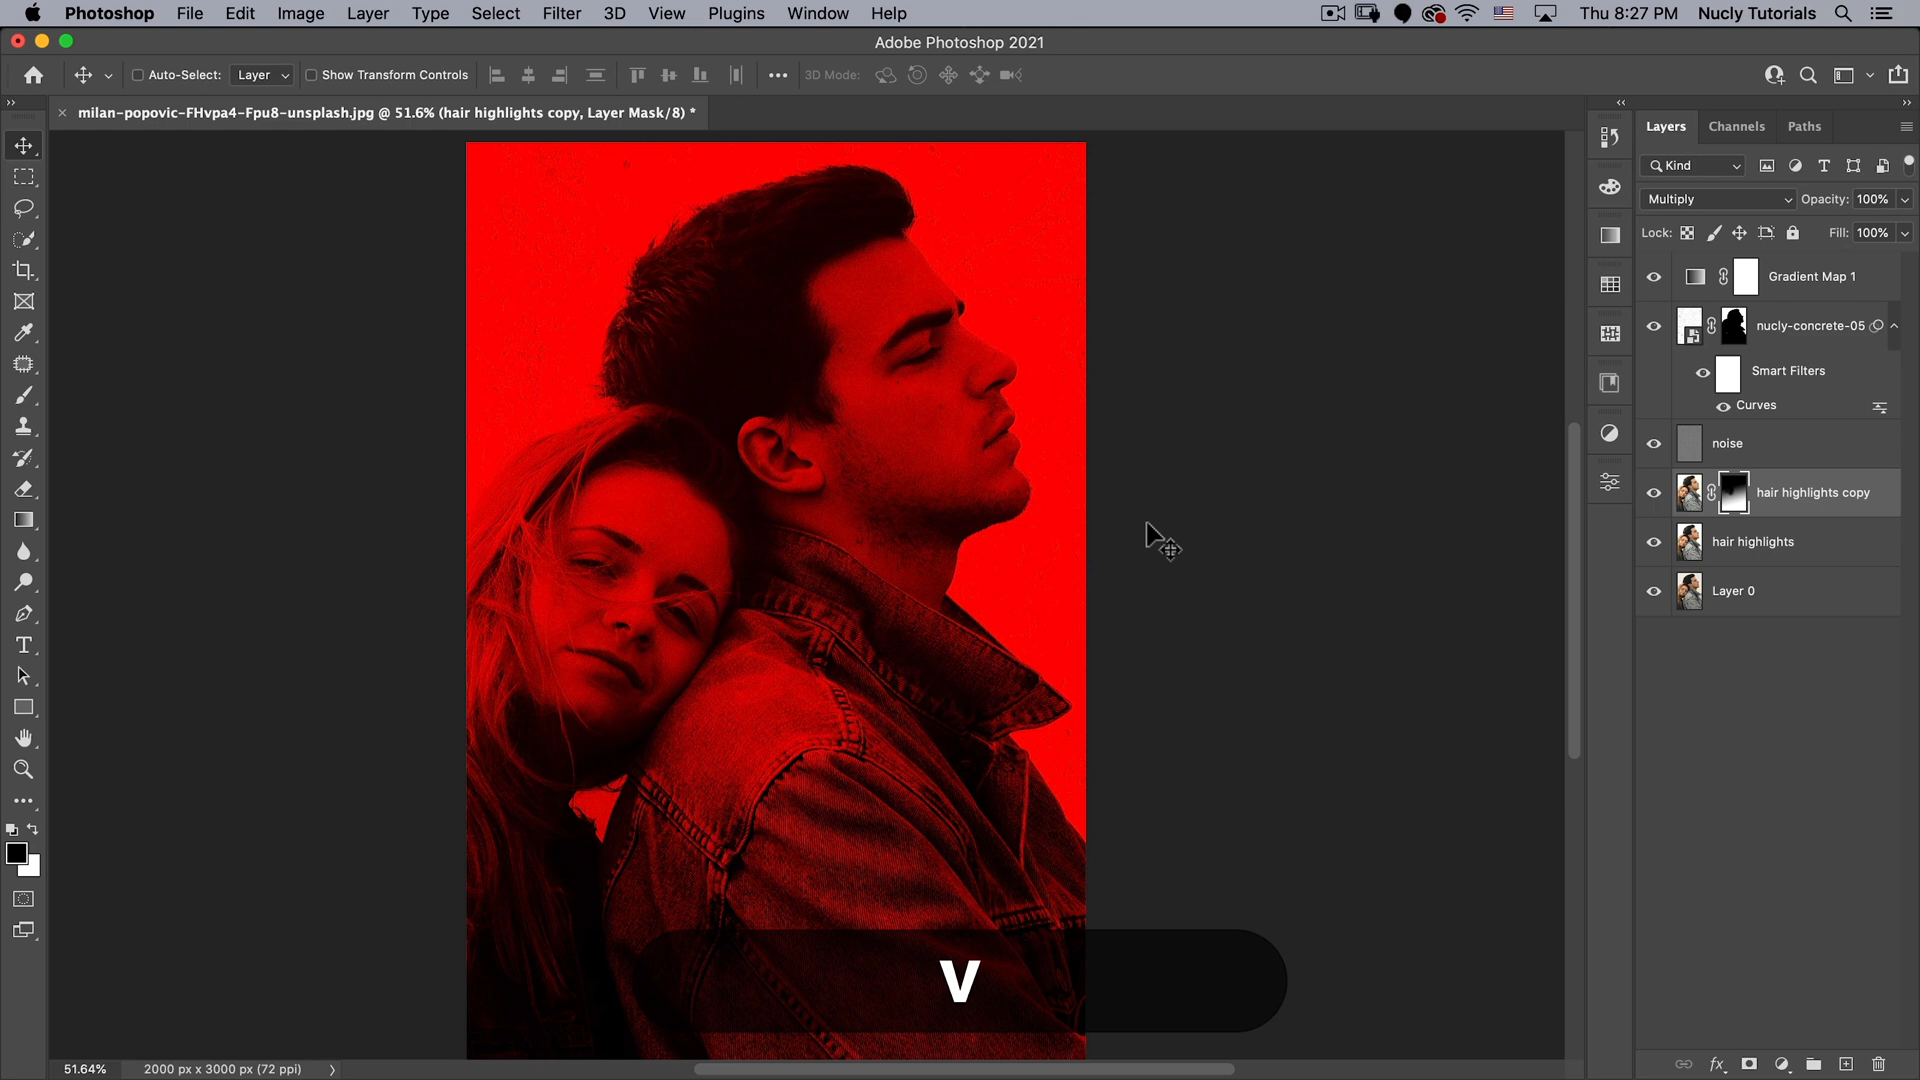 Photoshop File Edit Image Layer Type Select Filter 3D View Plugins Window Help Thu 8:27 PM Nucly Tutorials
Adobe Photoshop 2021
Auto-Select: Layer Show Transform Controls 3D Mode:
milan-popovic-FHvpa4-Fpu8-unsplash.jpg @ 51.6% (hair highlights copy, Layer Mask/8) *
Layers Channels Paths
Kind
Multiply Opacity: 100%
Lock: Fill: 100%
Gradient Map 1
nucly-concrete-05
Smart Filters
Curves
noise
hair highlights copy
hair highlights
Layer 0
V
51.64% 2000 px x 3000 px (72 ppi)